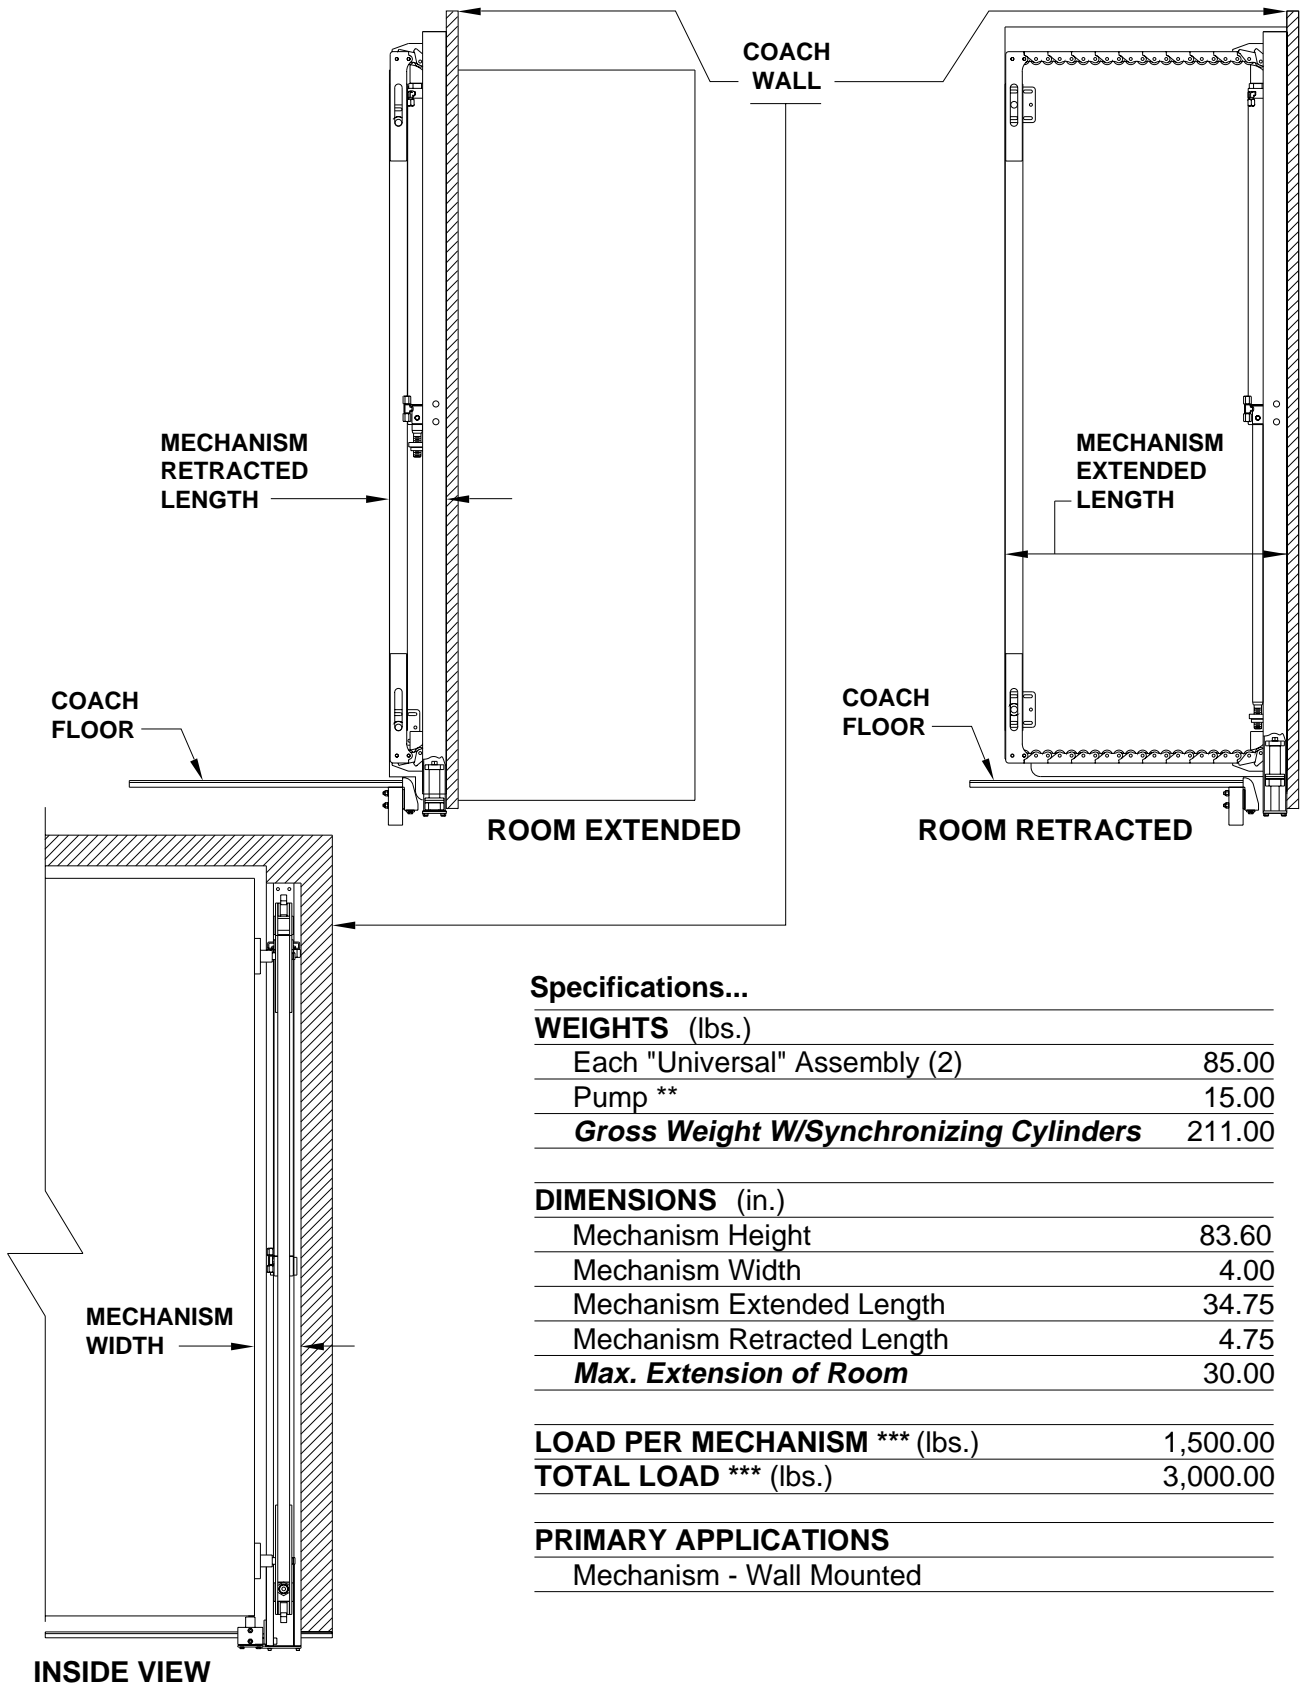 COACH
WALL
MECHANISM
RETRACTED
LENGTH
MECHANISM
EXTENDED
LENGTH
COACH
FLOOR
COACH
FLOOR
ROOM EXTENDED
ROOM RETRACTED
Specifications...
WEIGHTS (lbs.)
Each "Universal" Assembly (2) 85.00
Pump ** 15.00
Gross Weight W/Synchronizing Cylinders 211.00
DIMENSIONS (in.)
Mechanism Height 83.60
Mechanism Width 4.00
Mechanism Extended Length 34.75
Mechanism Retracted Length 4.75
Max. Extension of Room 30.00
LOAD PER MECHANISM *** (lbs.) 1,500.00
TOTAL LOAD *** (lbs.) 3,000.00
PRIMARY APPLICATIONS
Mechanism - Wall Mounted
MECHANISM
WIDTH
INSIDE VIEW